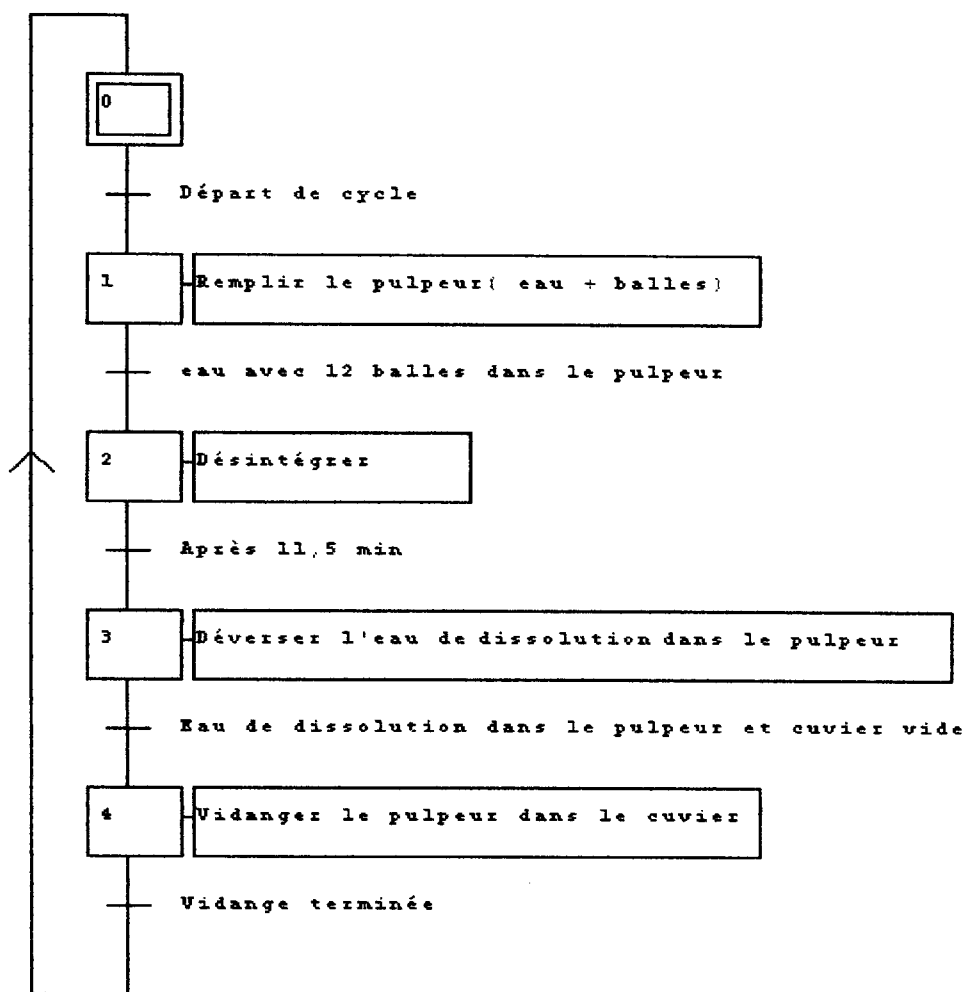 0
Départ de cycle
1 Remplir le pulpeur( eau + balles)
eau avec 12 balles dans le pulpeur
2 Désintégrer
Après 11,5 min
3 Déverser l'eau de dissolution dans le pulpeur
Eau de dissolution dans le pulpeur et cuvier vide
4 Vidanger le pulpeur dans le cuvier
Vidange terminée